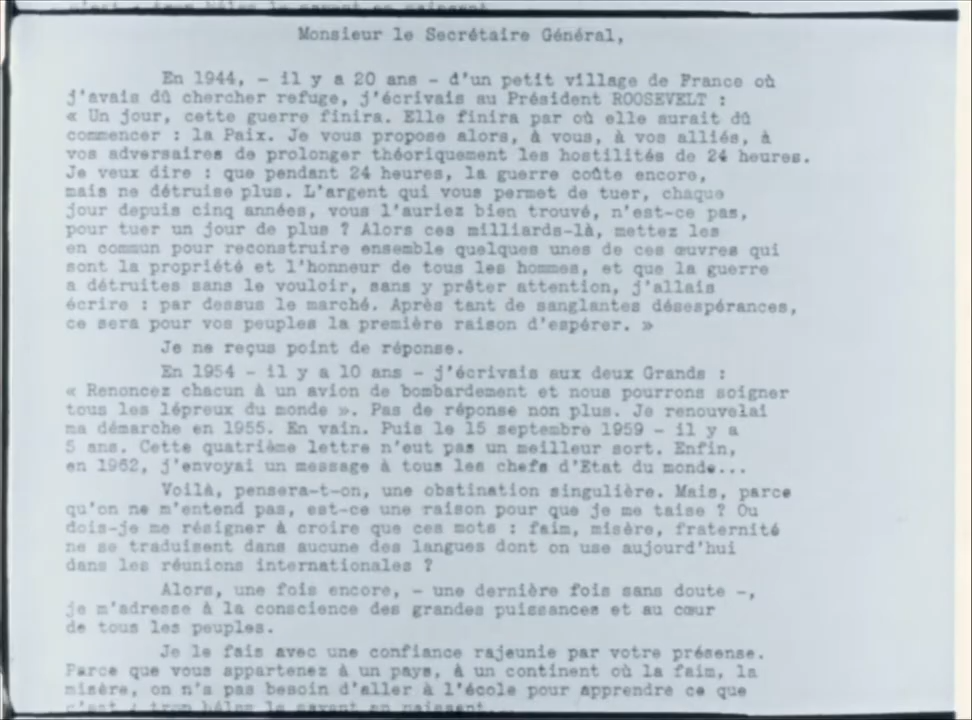 Monsieur le Secrétaire Général,
En 1944, - il y a 20 ans - d'un petit village de France où
j'avais dû chercher refuge, j'écrivais au Président ROOSEVELT :
« Un jour, cette guerre finira. Elle finira par où elle aurait dû
commencer : la Paix. Je vous propose alors, à vous, à vos alliés, à
vos adversaires de prolonger théoriquement les hostilités de 24 heures.
Je veux dire : que pendant 24 heures, la guerre coûte encore,
mais ne détruise plus. L'argent qui vous permet de tuer, chaque
jour depuis cinq années, vous l'auriez bien trouvé, n'est-ce pas,
pour tuer un jour de plus ? Alors ces milliards-là, mettez les
en commun pour reconstruire ensemble quelques unes de ces œuvres qui
sont la propriété et l'honneur de tous les hommes, et que la guerre
a détruites sans le vouloir, sans y prêter attention, j'allais
écrire : par dessus le marché. Après tant de sanglantes désespérances,
ce sera pour vos peuples la première raison d'espérer. »
Je ne reçus point de réponse.
En 1954 - il y a 10 ans - j'écrivais aux deux Grands :
« Renoncez chacun à un avion de bombardement et nous pourrons soigner
tous les lépreux du monde ». Pas de réponse non plus. Je renouvelai
ma démarche en 1955. En vain. Puis le 15 septembre 1959 - il y a
5 ans. Cette quatrième lettre n'eut pas un meilleur sort. Enfin,
en 1962, j'envoyai un message à tous les chefs d'Etat du monde...
Voilà, pensera-t-on, une obstination singulière. Mais, parce
qu'on ne m'entend pas, est-ce une raison pour que je me taise ? Ou
dois-je me résigner à croire que ces mots : faim, misère, fraternité
ne se traduisent dans aucune des langues dont on use aujourd'hui
dans les réunions internationales ?
Alors, une fois encore, - une dernière fois sans doute -,
je m'adresse à la conscience des grandes puissances et au cœur
de tous les peuples.
Je le fais avec une confiance rajeunie par votre présense.
Parce que vous appartenez à un pays, à un continent où la faim, la
misère, on n'a pas besoin d'aller à l'école pour apprendre ce que
c'est : trop hélas le savent en naissant...